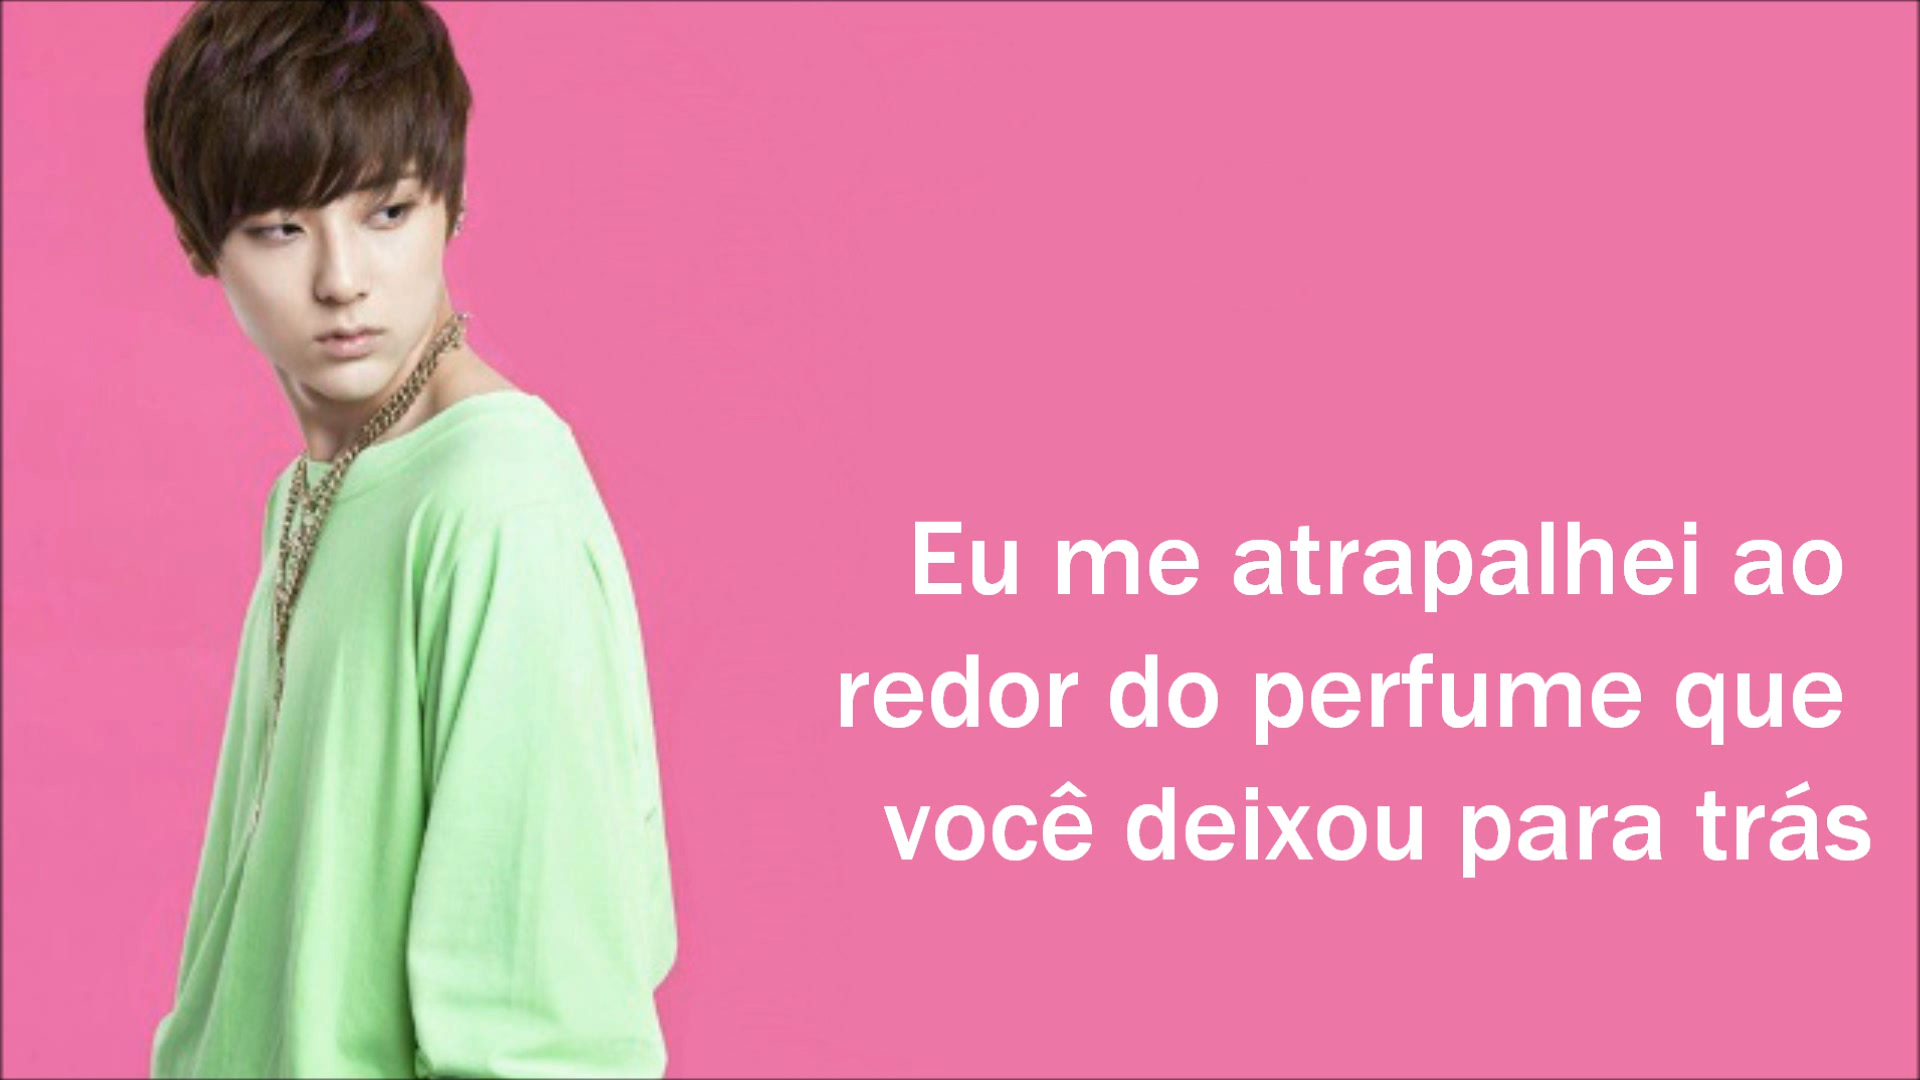 Eu me atrapalhei ao
redor do perfume que
você deixou para trás